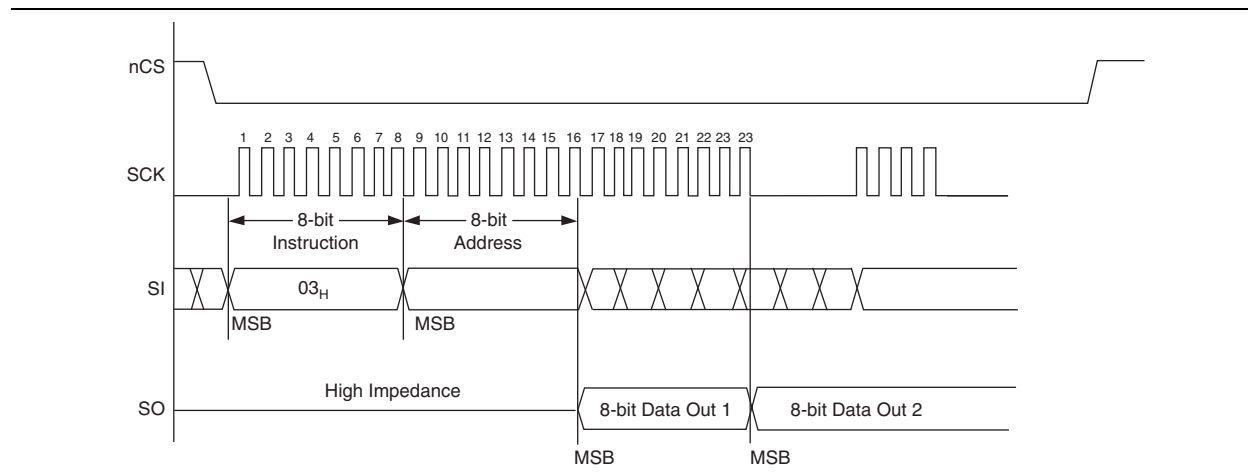 nCS
1 2 3 4 5 6 7 8 9 10 11 12 13 14 15 16 17 18 19 20 21 22 23 23
SCK
8-bit Instruction
8-bit Address
SI
03H
MSB
MSB
High Impedance
SO
8-bit Data Out 1
8-bit Data Out 2
MSB
MSB